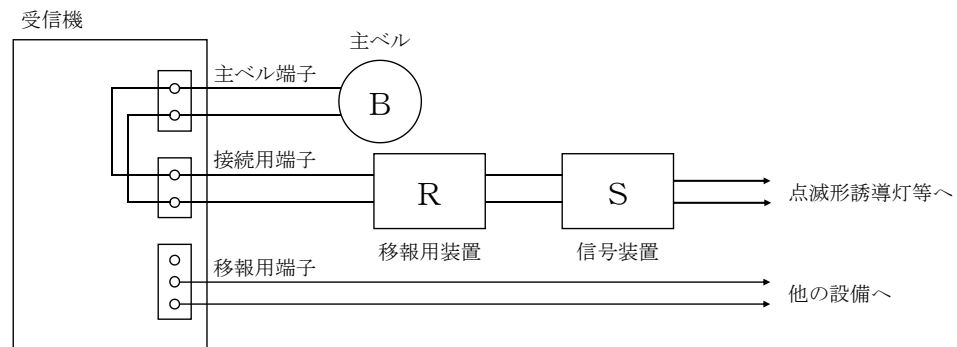 受信機
主ベル
主ベル端子
B
接続用端子
R
S
点滅形誘導灯等へ
移報用装置
信号装置
移報用端子
他の設備へ